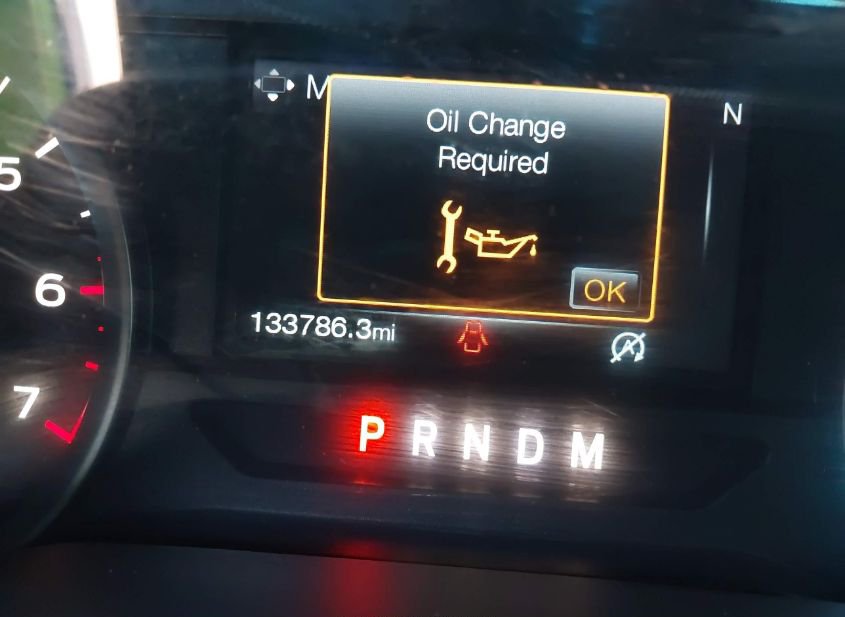 M
N
Oil Change
Required
OK
5
6
7
133786.3mi
P R N D M